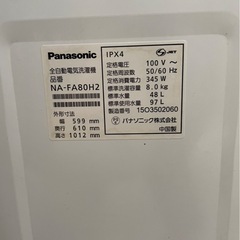 Panasonic
全自動電気洗濯機
品番
NA-FA80H2
外形寸法
幅 599 mm
奥行 610 mm
高さ 1012 mm
IPX4
JET
定格電圧 100 V~
定格周波数 50/60 Hz
定格消費電力 345 W
標準洗濯容量 8.0 kg
標準水量 48 L
標準使用水量 97 L
製造番号 15O3502060
パナソニック株式会社
中国製